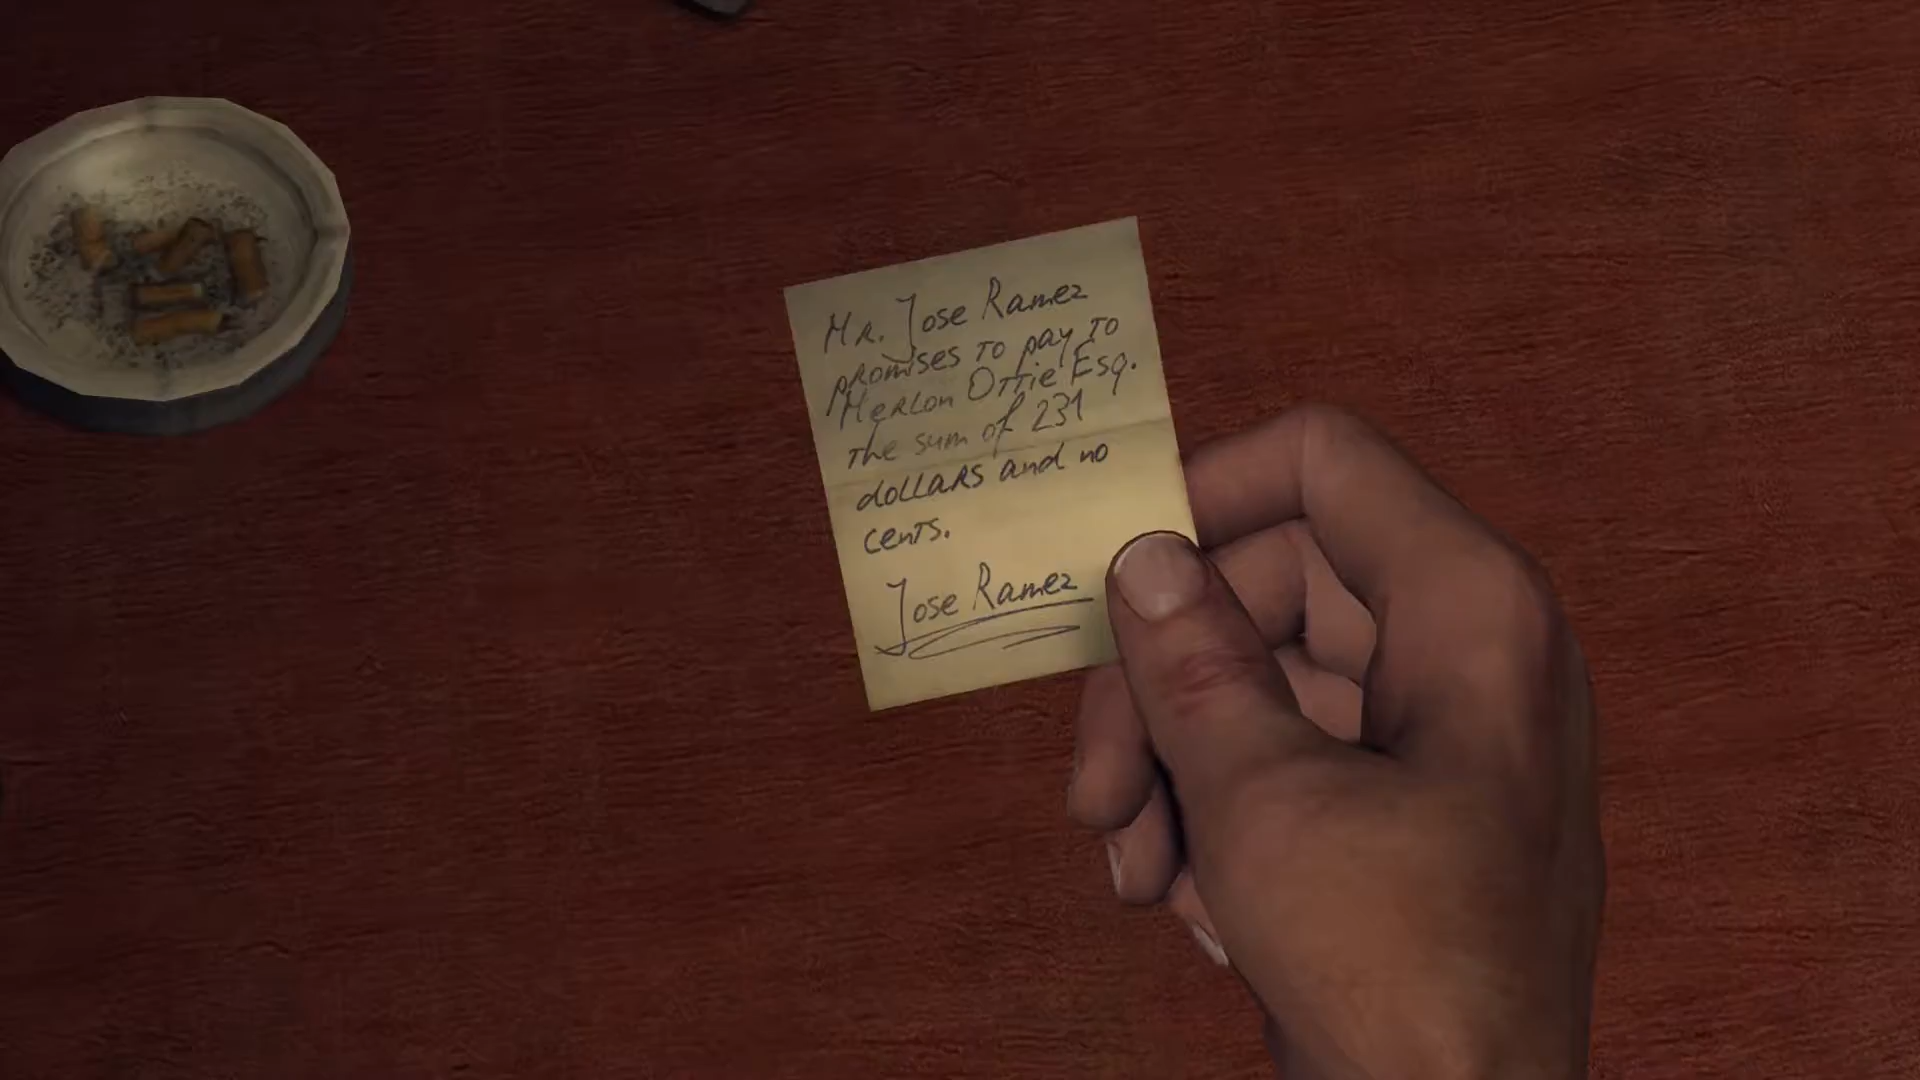 Mr. Jose Ramez
promises to pay to
Merlon Ottie Esq.
the sum of 231
dollars and no
cents.
Jose Ramez